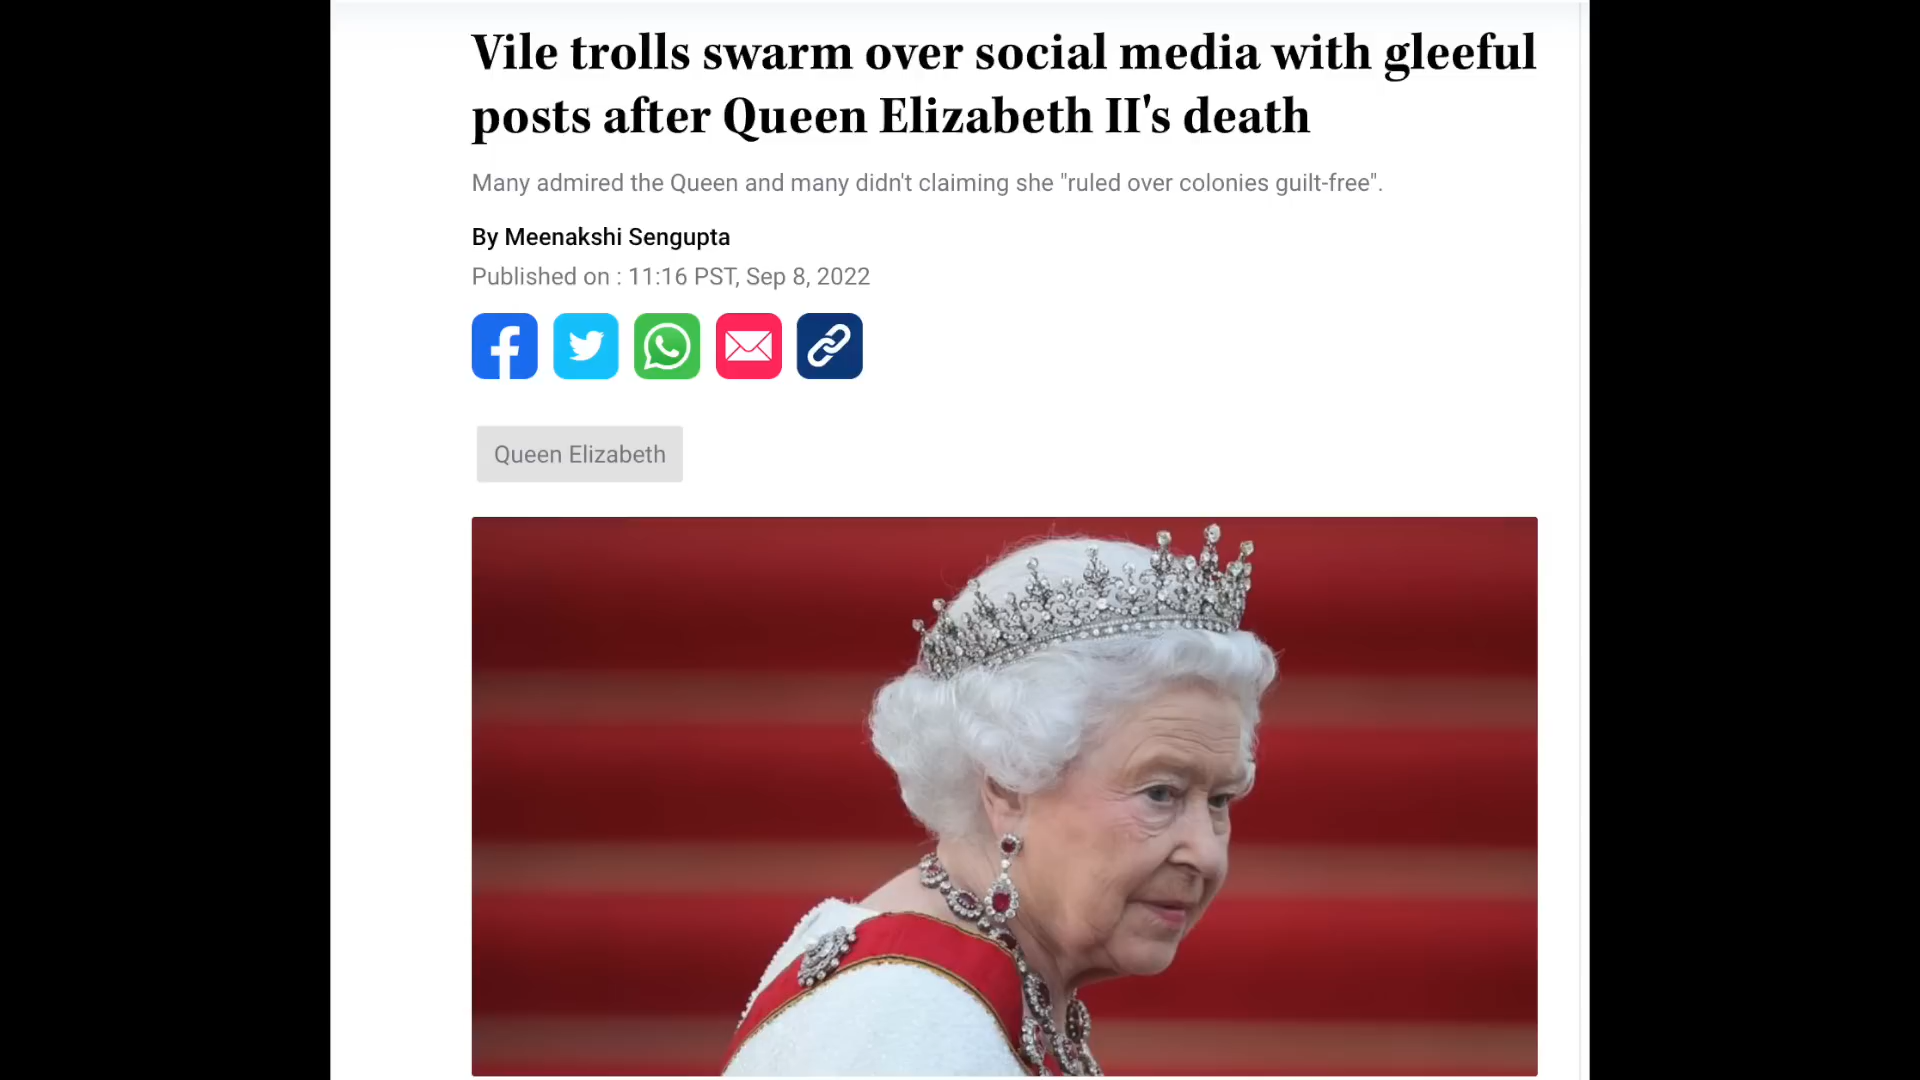 Vile trolls swarm over social media with gleeful
posts after Queen Elizabeth II's death
Many admired the Queen and many didn't claiming she "ruled over colonies guilt-free".
By Meenakshi Sengupta
Published on : 11:16 PST, Sep 8, 2022
Queen Elizabeth